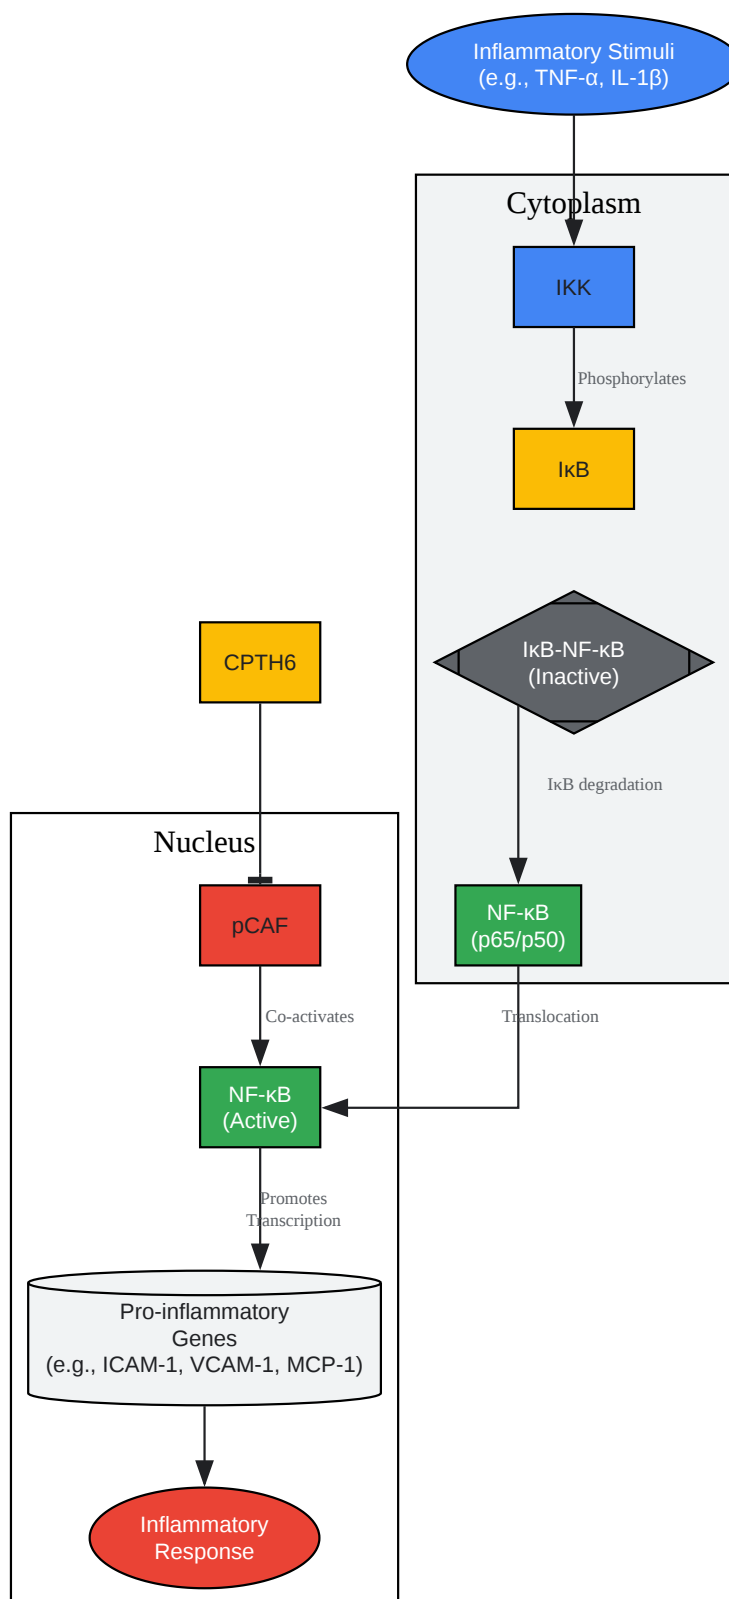 Inflammatory Stimuli
(e.g., TNF-α, IL-1β)
Cytoplasm
IKK
Phosphorylates
IκB
IκB-NF-κB
(Inactive)
CPTH6
IκB degradation
Nucleus
pCAF
NF-κB
(p65/p50)
Co-activates
Translocation
NF-κB
(Active)
Promotes
Transcription
Pro-inflammatory
Genes
(e.g., ICAM-1, VCAM-1, MCP-1)
Inflammatory
Response